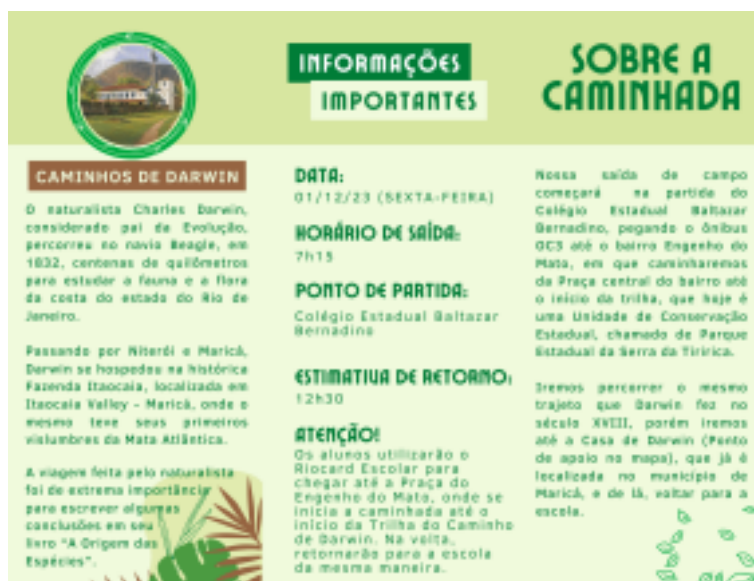 CAMINHOS DE DARWIN
O naturalista Charles Darwin,
considerado pai da Evolução,
percorreu no navio Beagle, em
1832, centenas de quilômetros
para estudar a fauna e a flora
da costa do estado do Rio de
Janeiro.
Passando por Niterói e Maricá,
Darwin se hospedou na histórica
Fazenda Itaocaia, localizada em
Itaocaia Valley - Maricá, onde o
mesmo teve seus primeiros
vislumbres da Mata Atlântica.
A viagem feita pelo naturalista
foi de extrema importância
para escrever algumas
conclusões em seu
livro "A Origem das
Espécies".
INFORMAÇÕES
IMPORTANTES
DATA:
01/12/23 (SEXTA-FEIRA)
HORÁRIO DE SAÍDA:
7h15
PONTO DE PARTIDA:
Colégio Estadual Baltazar
Bernadino
ESTIMATIVA DE RETORNO:
12h30
ATENÇÃO!
Os alunos utilizarão o
Riocard Escolar para
chegar até a Praça do
Engenho do Mato, onde se
inicia a caminhada até o
início da Trilha do Caminho
de Darwin. Na volta,
retornarão para a escola
da mesma maneira.
SOBRE A
CAMINHADA
Nossa saída de campo
começará na partida do
Colégio Estadual Baltazar
Bernadino, pegando o ônibus
OC3 até o bairro Engenho do
Mato, em que caminharemos
da Praça central do bairro até
o início da trilha, que hoje é
uma Unidade de Conservação
Estadual, chamado de Parque
Estadual da Serra da Tiririca.
Iremos percorrer o mesmo
trajeto que Darwin fez no
século XVIII, porém iremos
até a Casa de Darwin (Ponto
de apoio no mapa), que já é
localizada no município de
Maricá, e de lá, voltar para a
escola.